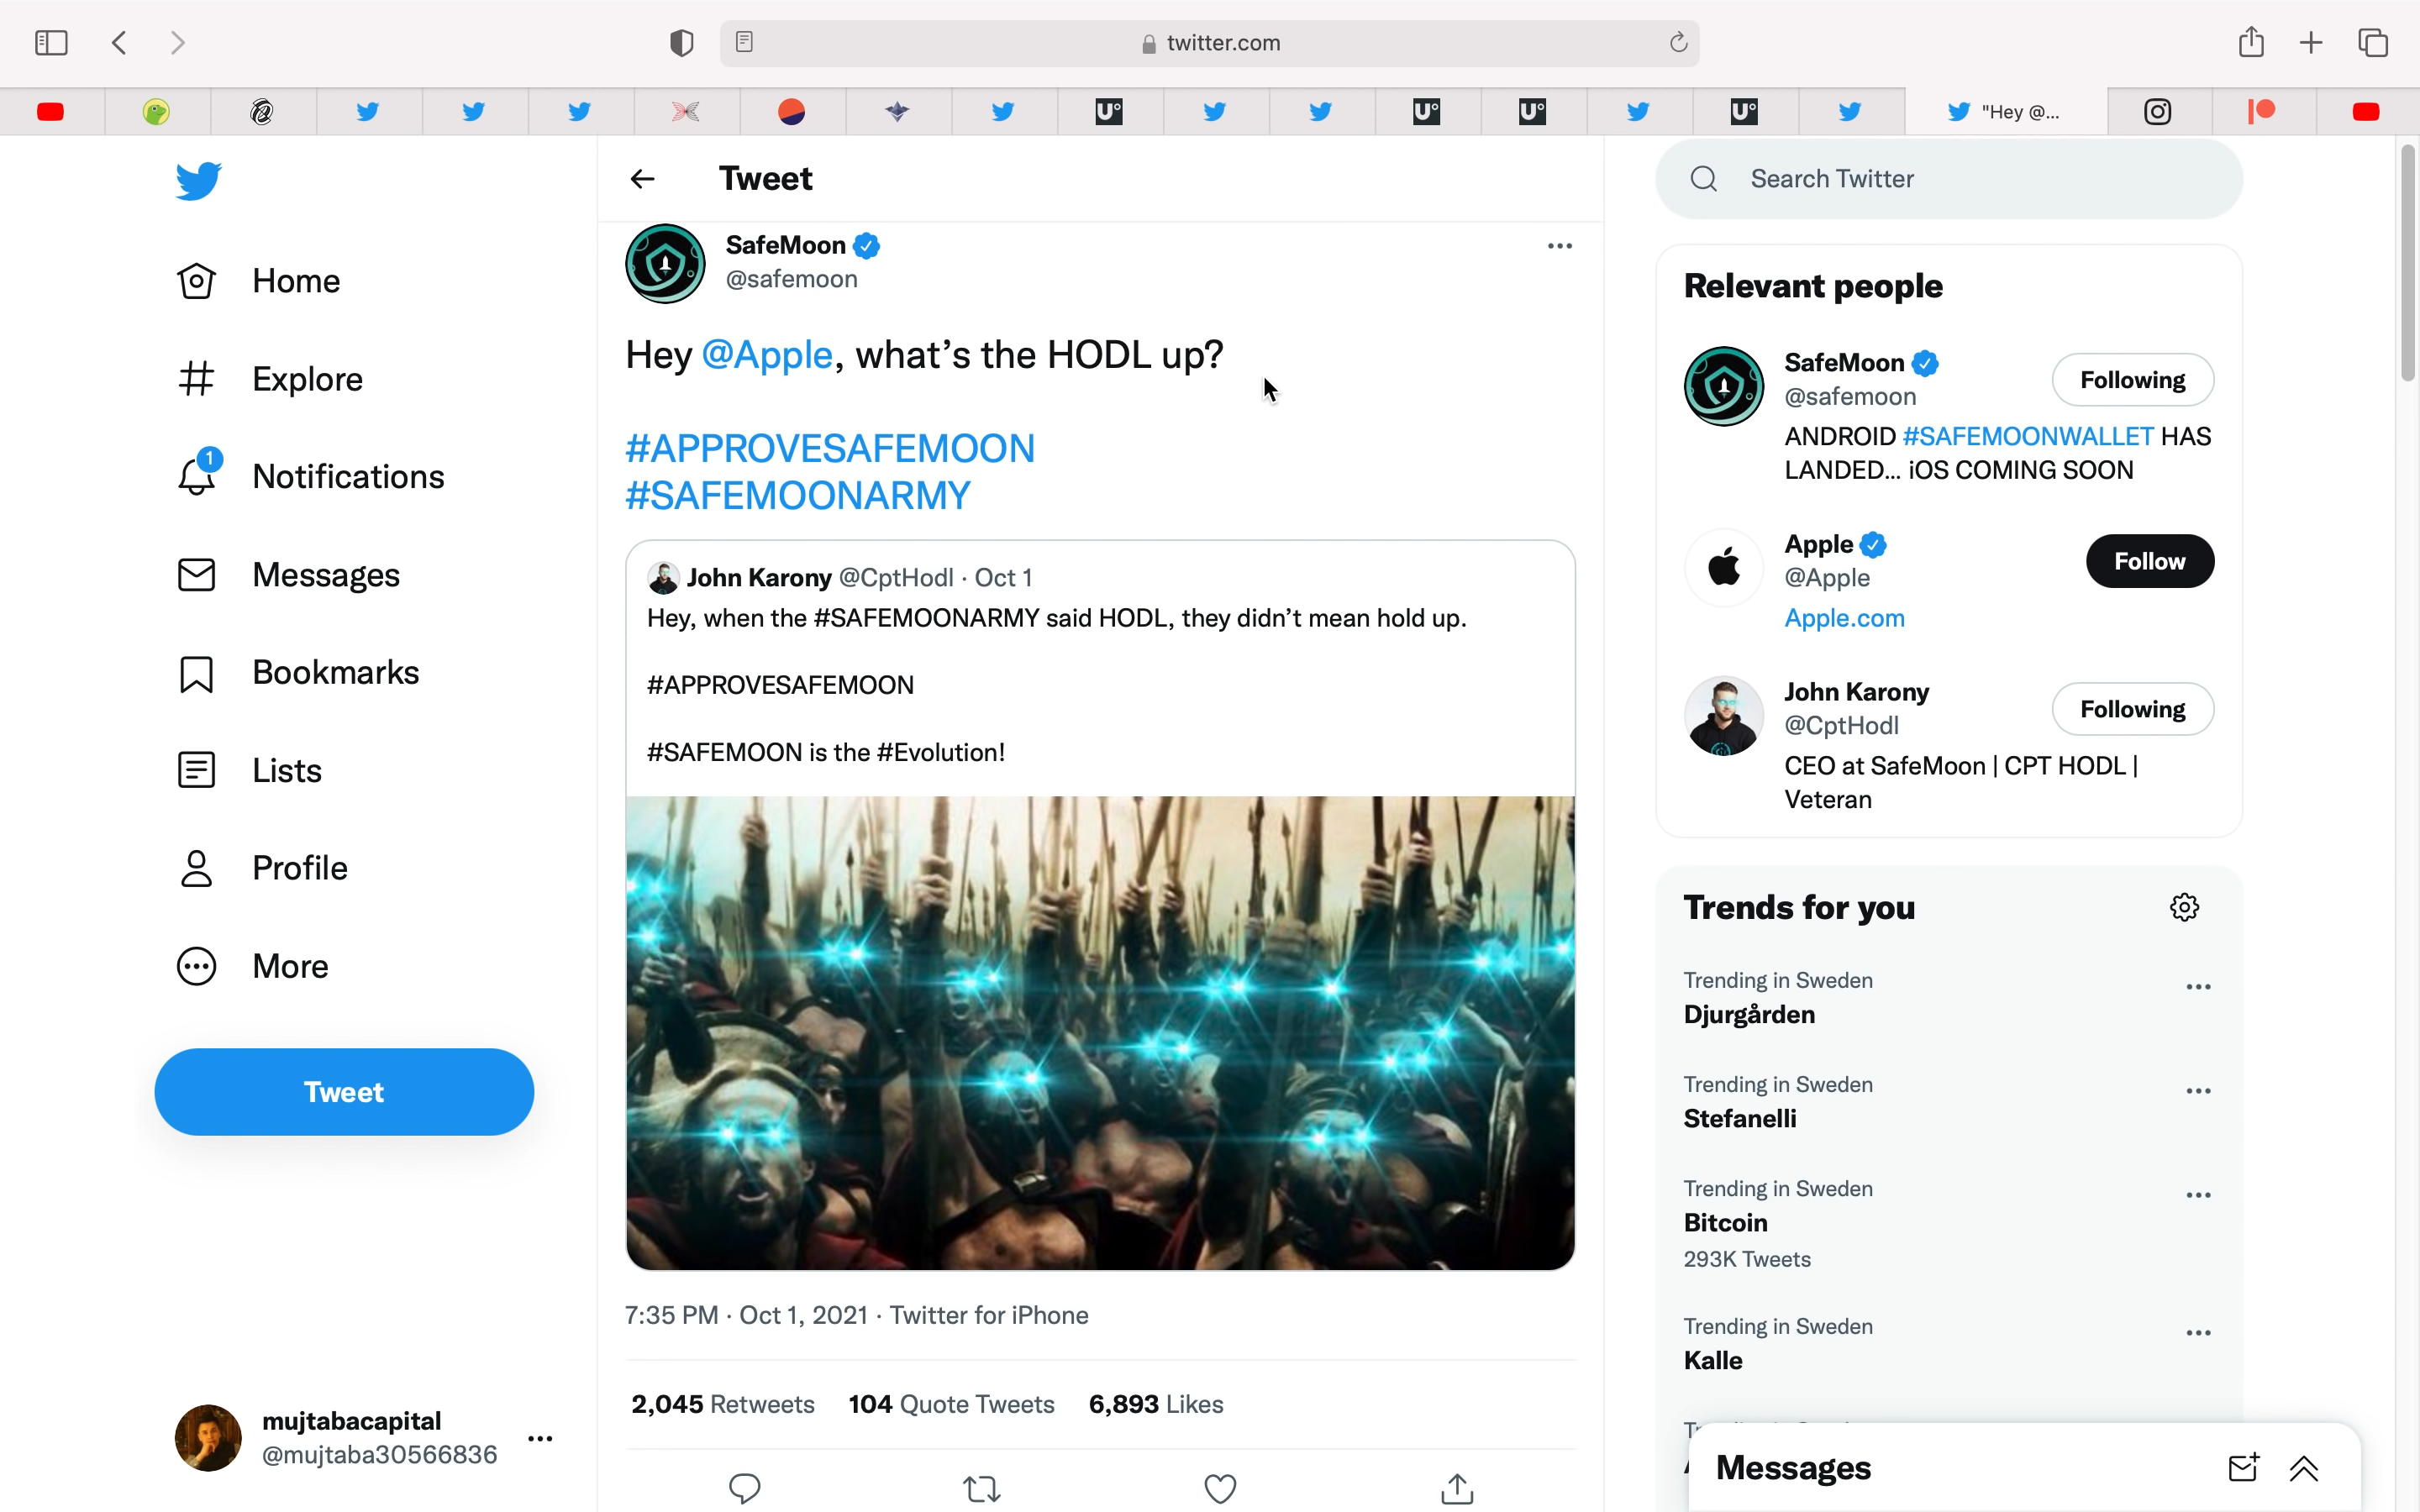 twitter.com
"Hey @...
Home
Explore
1
Notifications
Messages
Bookmarks
Lists
Profile
More
Tweet
mujtabacapital
@mujtaba30566836
Tweet
SafeMoon
@safemoon
Hey @Apple, what’s the HODL up?
#APPROVESAFEMOON
#SAFEMOONARMY
John Karony @CptHodl · Oct 1
Hey, when the #SAFEMOONARMY said HODL, they didn’t mean hold up.
#APPROVESAFEMOON
#SAFEMOON is the #Evolution!
7:35 PM · Oct 1, 2021 · Twitter for iPhone
2,045 Retweets 104 Quote Tweets 6,893 Likes
Search Twitter
Relevant people
SafeMoon
@safemoon
Following
ANDROID #SAFEMOONWALLET HAS
LANDED... iOS COMING SOON
Apple
@Apple
Follow
Apple.com
John Karony
@CptHodl
Following
CEO at SafeMoon | CPT HODL |
Veteran
Trends for you
Trending in Sweden
Djurgården
Trending in Sweden
Stefanelli
Trending in Sweden
Bitcoin
293K Tweets
Trending in Sweden
Kalle
Messages